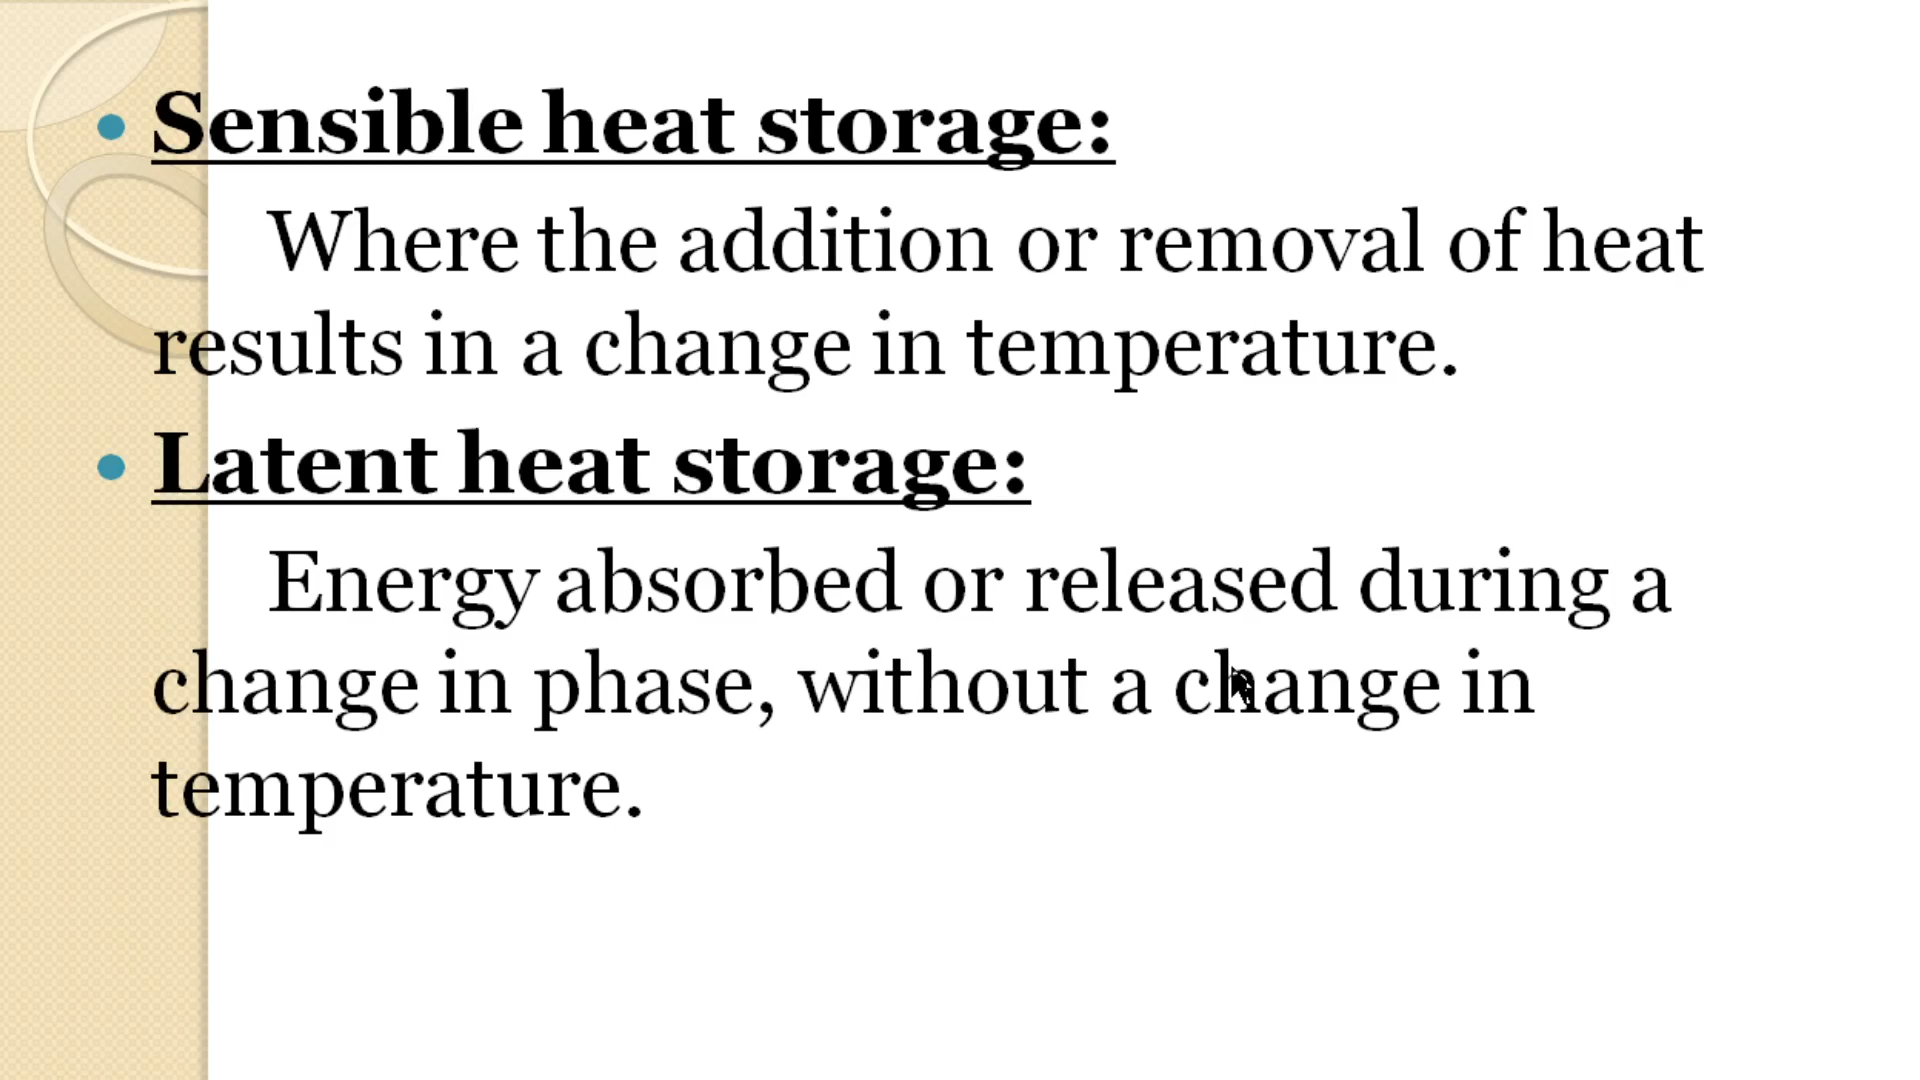 • Sensible heat storage:
Where the addition or removal of heat
results in a change in temperature.
• Latent heat storage:
Energy absorbed or released during a
change in phase, without a change in
temperature.